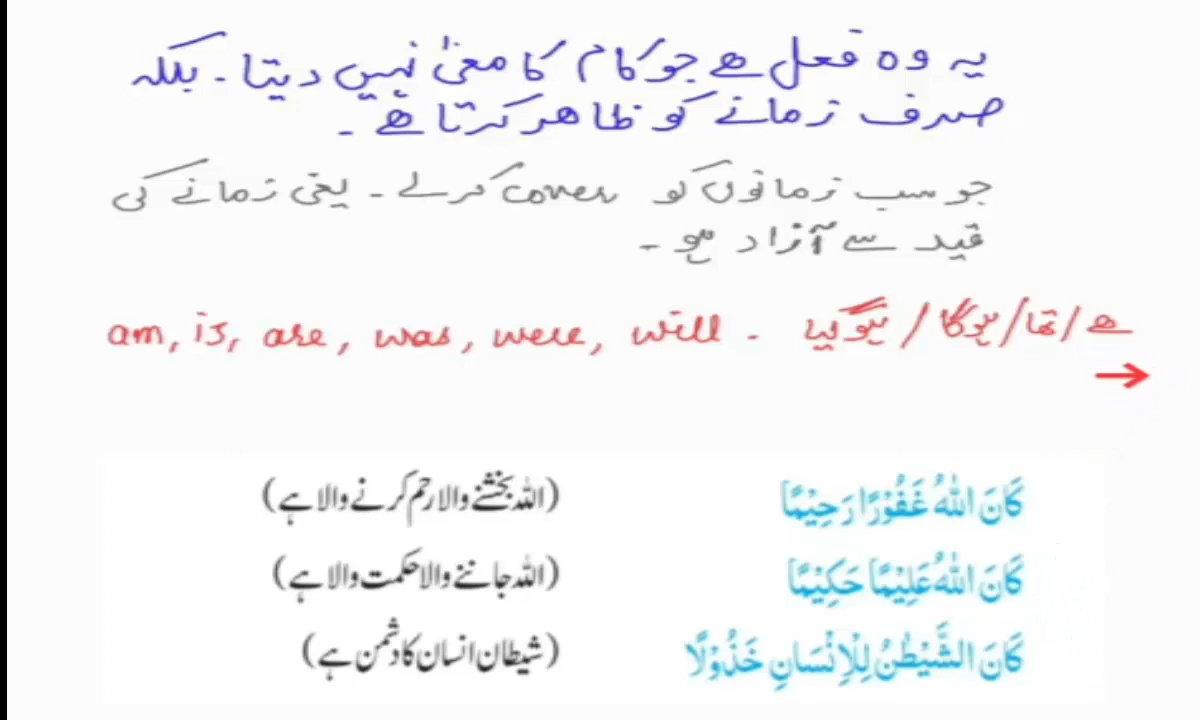 یہ وہ فعل ہے جو کام کا معنیٰ نہیں دیتا۔ بلکہ
صرف زمانے کو ظاہر کرتا ہے۔
جو سب زمانوں کو cover کرلے۔ یعنی زمانے کی
قید سے آزاد ہو۔
ہے/تھا/ہوگا/ہوگیا am, is, are, was, were, will .
→
كَانَ اللّٰهُ غَفُوْرًا رَحِيْمًا (اللہ بخشنے والا رحم کرنے والا ہے)
كَانَ اللّٰهُ عَلِيْمًا حَكِيْمًا (اللہ جاننے والا حکمت والا ہے)
كَانَ الشَّيْطٰنُ لِلْاِنْسَانِ خَذُوْلًا (شیطان انسان کا دشمن ہے)